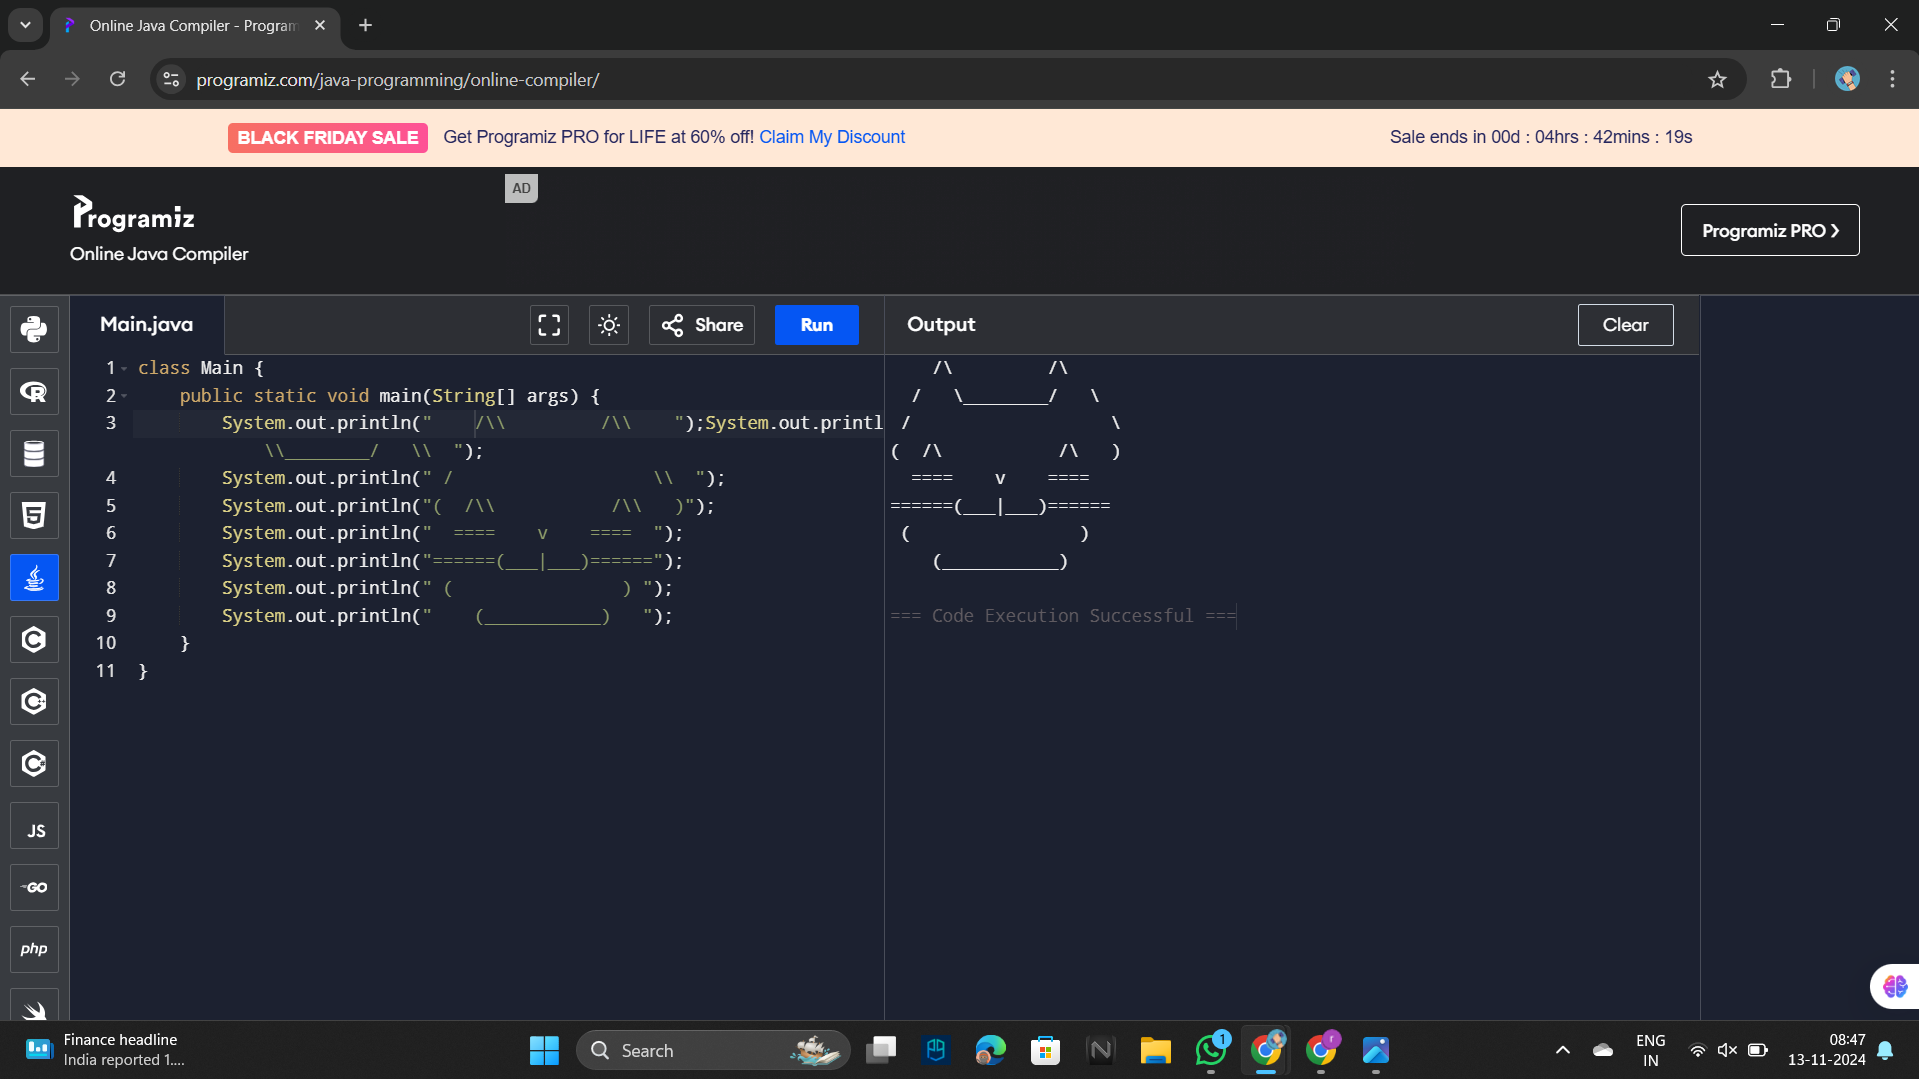 Online Java Compiler - Program
programiz.com/java-programming/online-compiler/
BLACK FRIDAY SALE Get Programiz PRO for LIFE at 60% off! Claim My Discount Sale ends in 00d : 04hrs : 42mins : 19s
AD
Programiz
Online Java Compiler
Programiz PRO
Main.java
Share
Run
Output
Clear
1 class Main {
2     public static void main(String[] args) {
3         System.out.println("    /\\         /\\    ");System.out.printl
            \\________/   \\  ");
4         System.out.println(" /                   \\  ");
5         System.out.println("(  /\\           /\\   )");
6         System.out.println("  ====    v    ====  ");
7         System.out.println("======(___|___)======");
8         System.out.println(" (                ) ");
9         System.out.println("    (___________)   ");
10     }
11 }
    /\         /\
  /   \________/   \
 /                   \
(  /\           /\   )
  ====    v    ====
======(___|___)======
 (                )
    (___________)
=== Code Execution Successful ===
JS
GO
php
Finance headline
India reported 1....
Search
1
r
ENG
IN
08:47
13-11-2024